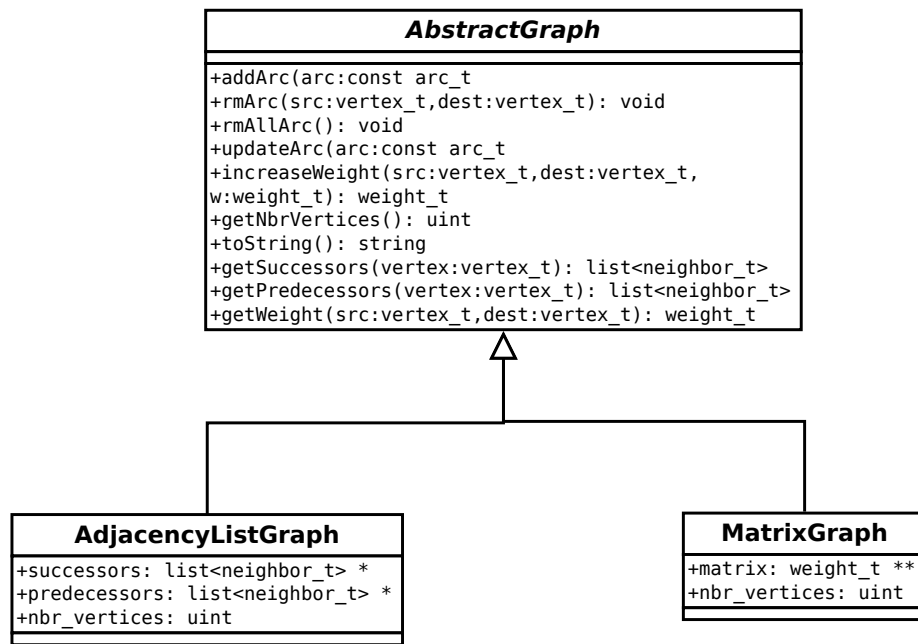 AbstractGraph
+addArc(arc:const arc_t
+rmArc(src:vertex_t,dest:vertex_t): void
+rmAllArc(): void
+updateArc(arc:const arc_t
+increaseWeight(src:vertex_t,dest:vertex_t,
w:weight_t): weight_t
+getNbrVertices(): uint
+toString(): string
+getSuccessors(vertex:vertex_t): list<neighbor_t>
+getPredecessors(vertex:vertex_t): list<neighbor_t>
+getWeight(src:vertex_t,dest:vertex_t): weight_t
AdjacencyListGraph
+successors: list<neighbor_t> *
+predecessors: list<neighbor_t> *
+nbr_vertices: uint
MatrixGraph
+matrix: weight_t **
+nbr_vertices: uint